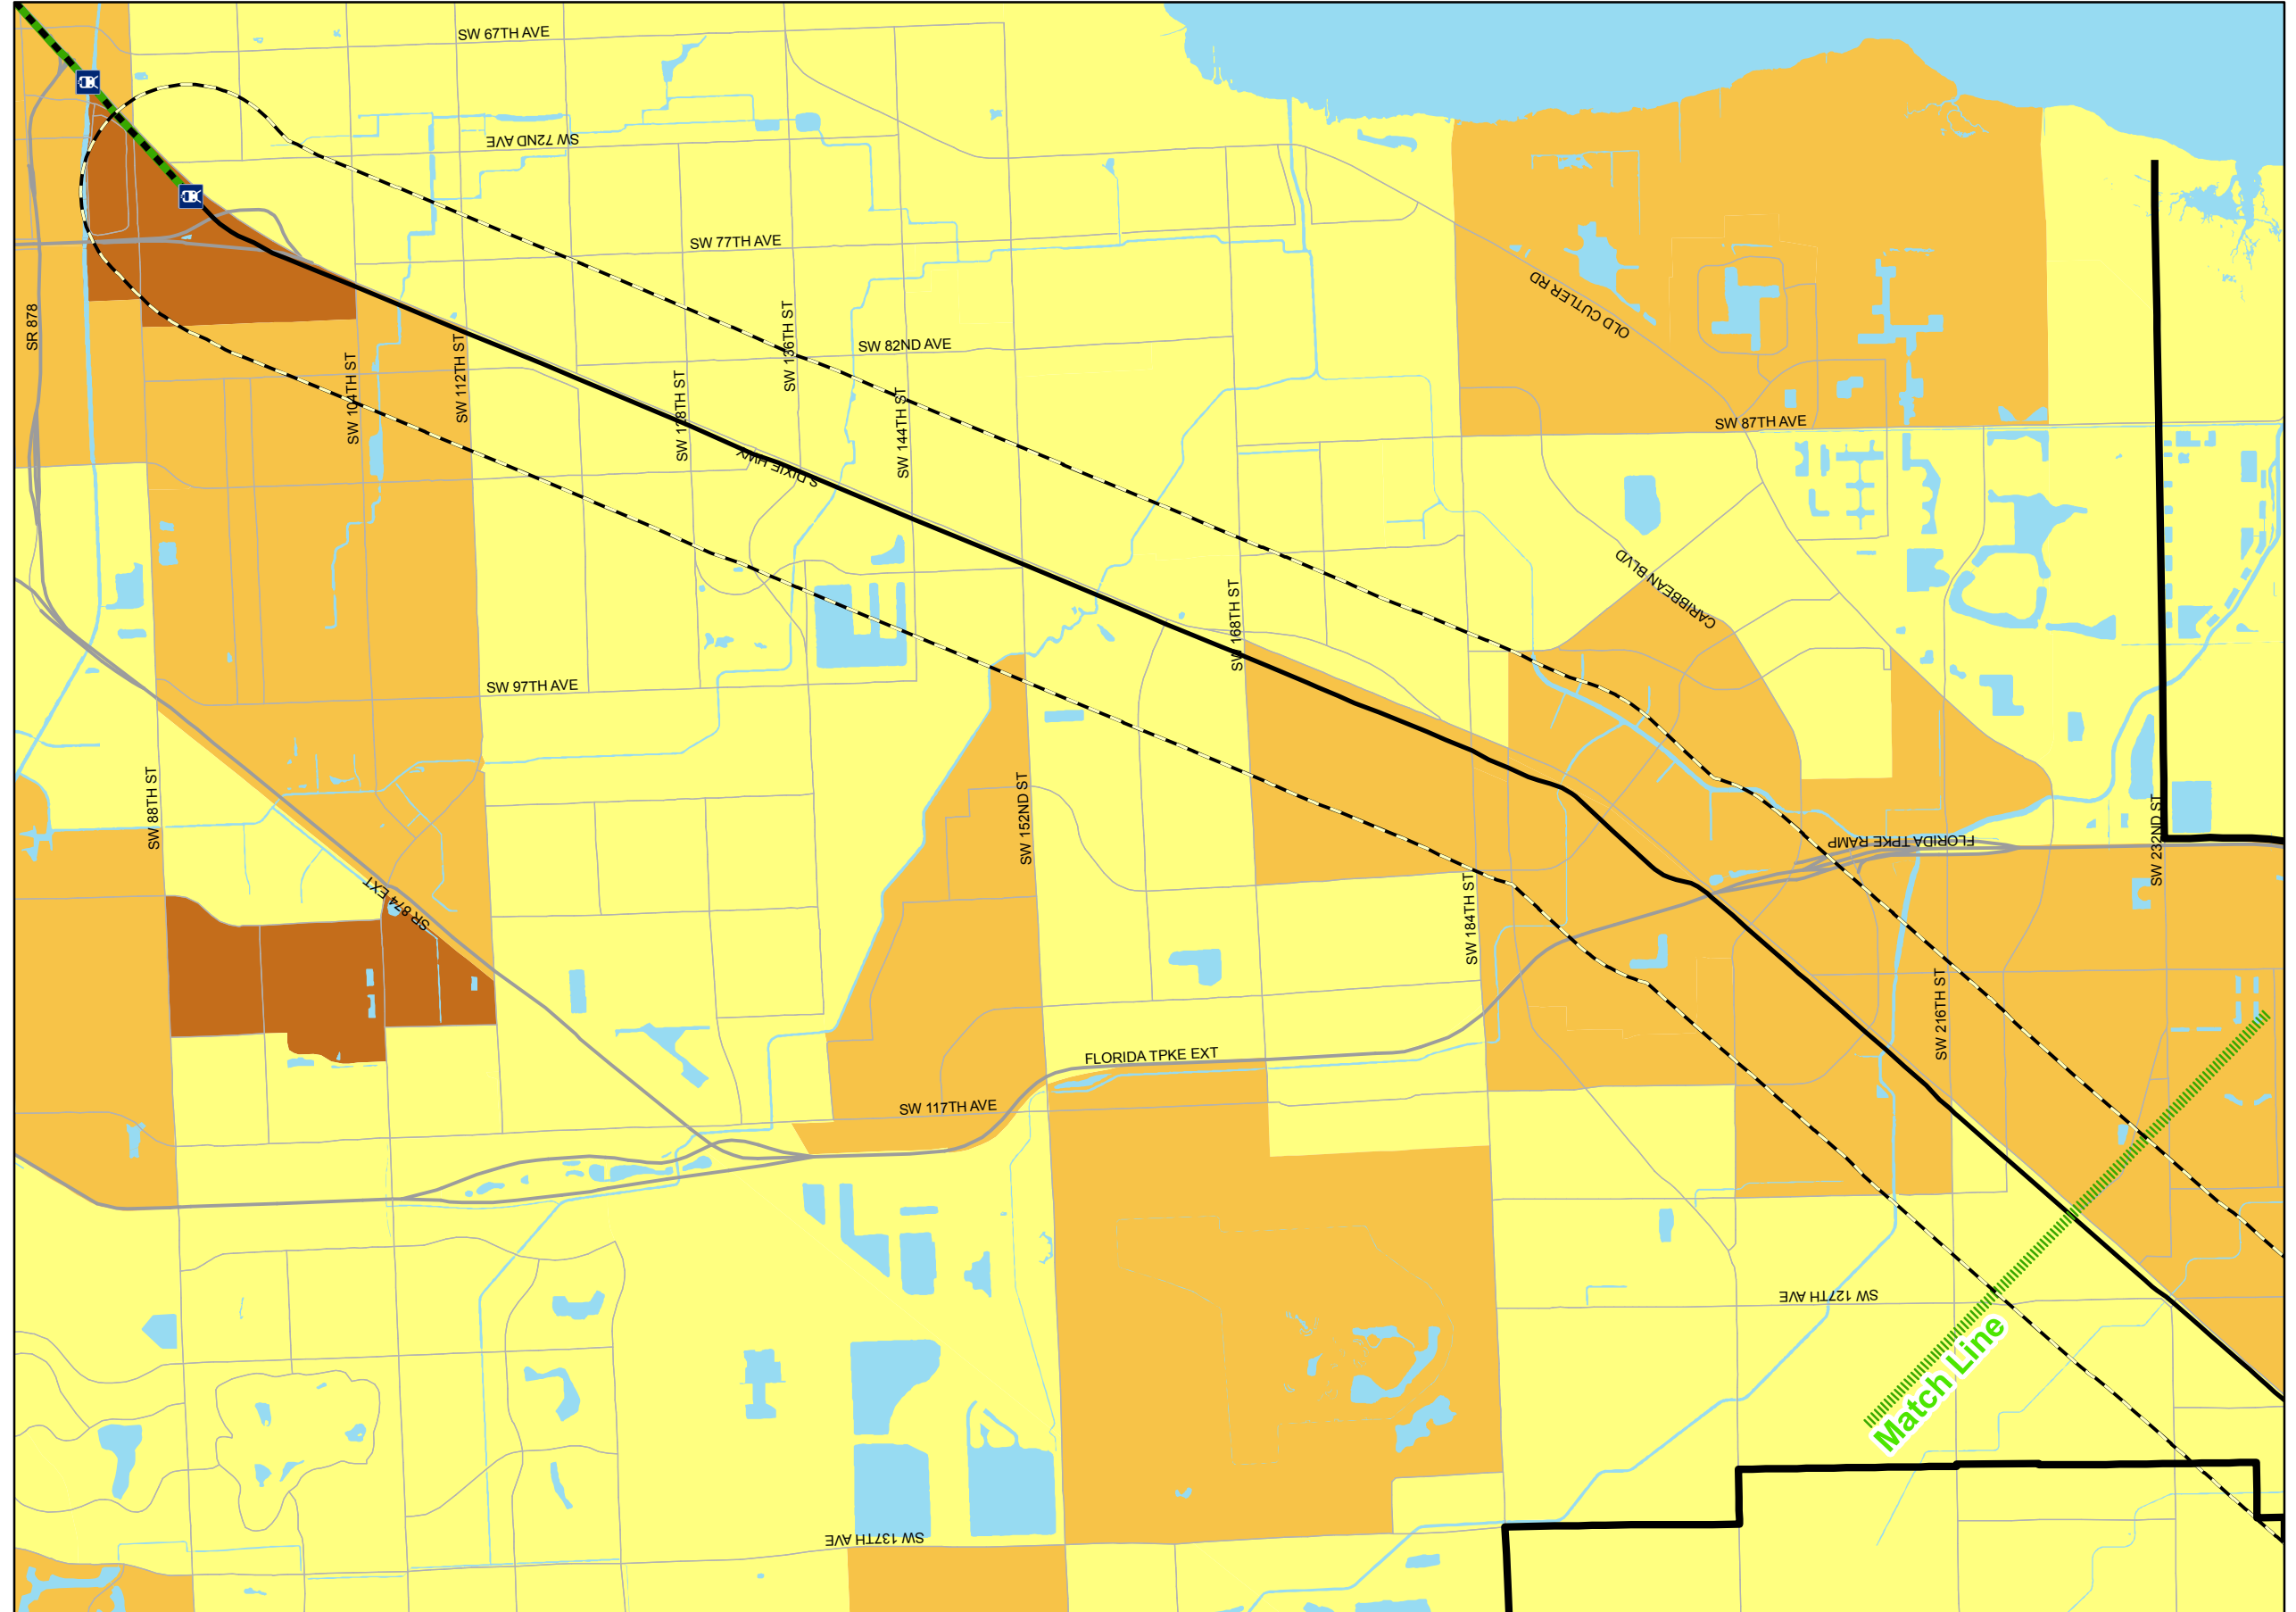 SW 67TH AVE
SW 72ND AVE
SW 77TH AVE
OLD CUTLER RD
SR 878
SW 136TH ST
SW 82ND AVE
SW 104TH ST
SW 112TH ST
SW 128TH ST
SW 144TH ST
SW 87TH AVE
S DIXIE HWY
CARIBBEAN BLVD
SW 168TH ST
SW 97TH AVE
SW 88TH ST
SW 152ND ST
SW 232ND ST
FLORIDA TPKE RAMP
SR 874 EXT
SW 184TH ST
SW 216TH ST
FLORIDA TPKE EXT
SW 117TH AVE
SW 127TH AVE
Match Line
SW 137TH AVE